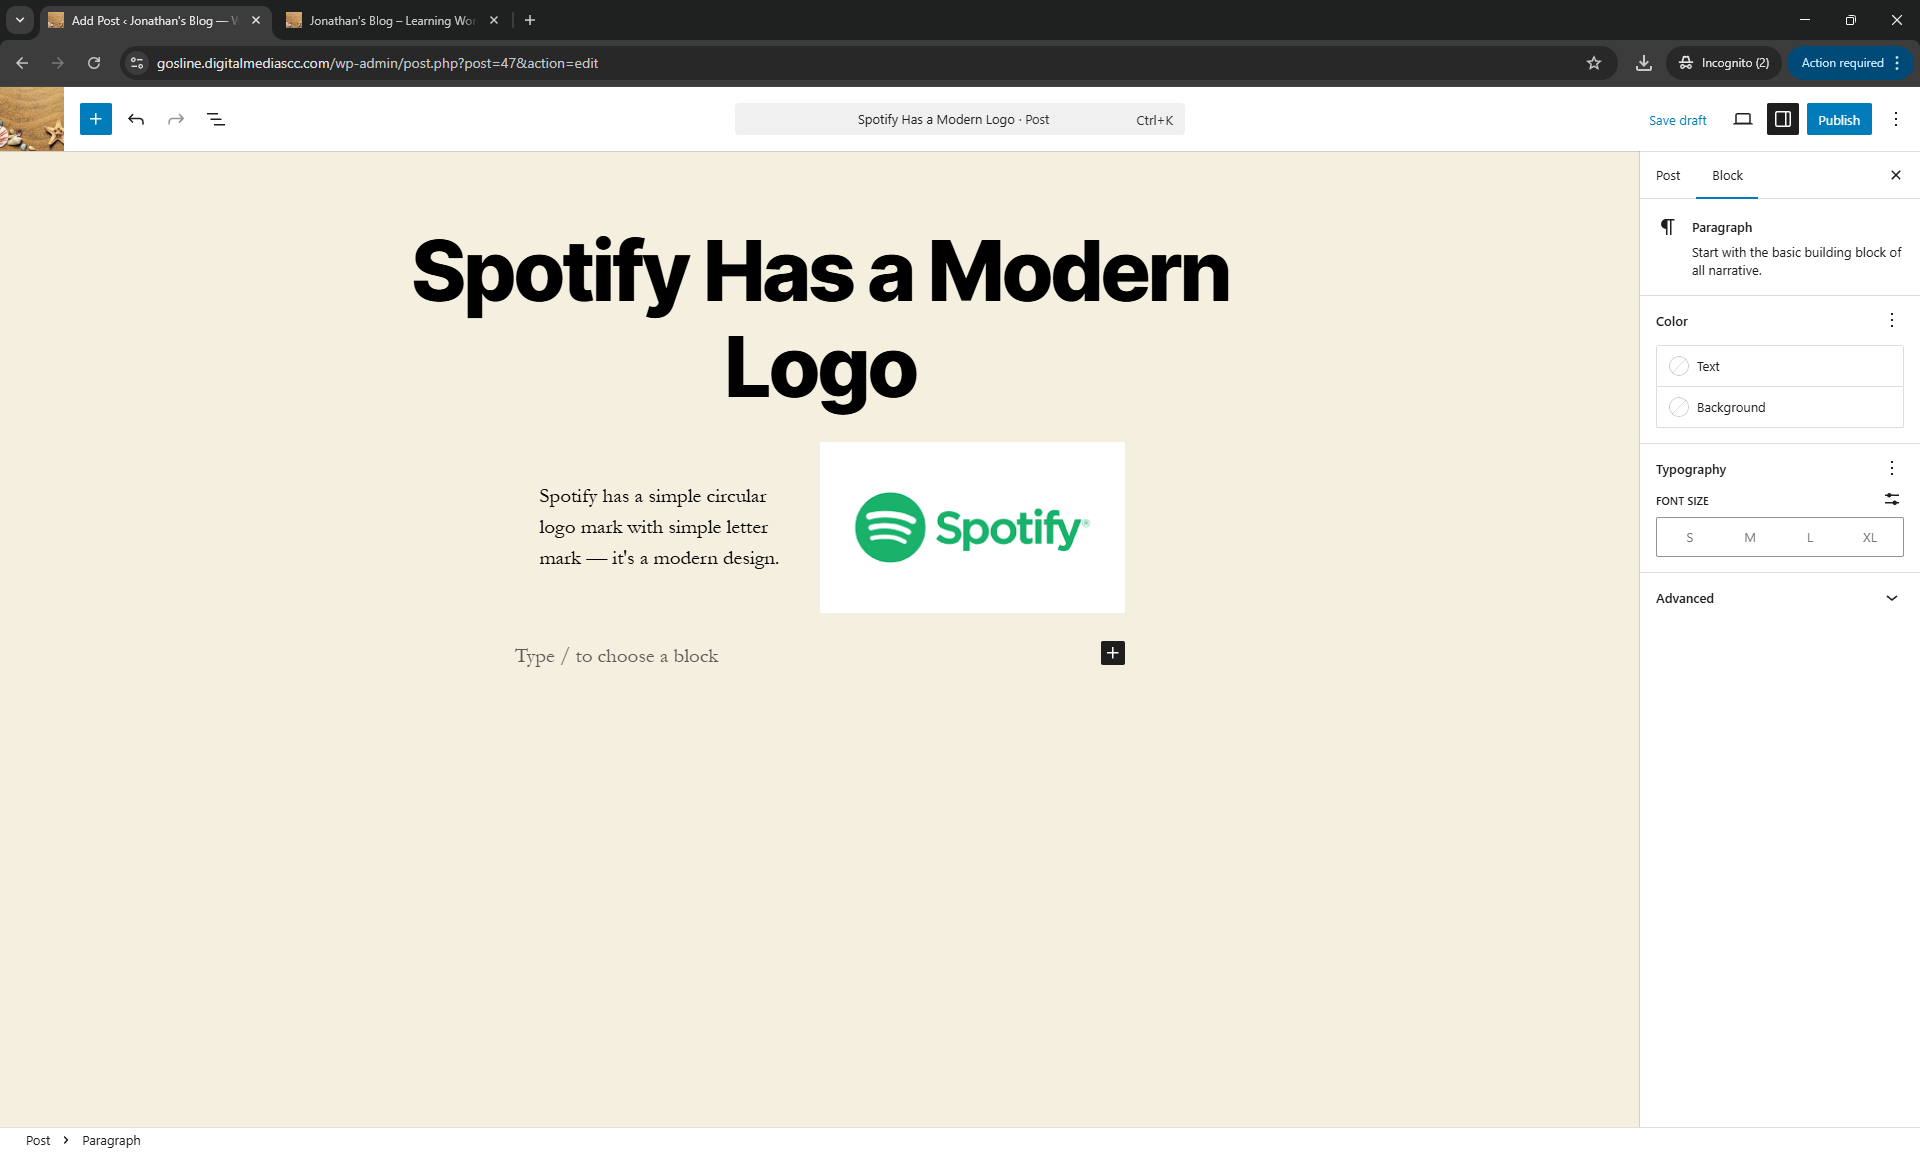 Add Post ‹ Jonathan's Blog —
Jonathan's Blog – Learning Wor
gosline.digitalmediascc.com/wp-admin/post.php?post=47&action=edit
Incognito (2)
Action required
Spotify Has a Modern Logo · Post
Ctrl+K
Save draft
Publish
Post
Block
Paragraph
Start with the basic building block of
all narrative.
Color
Text
Background
Typography
FONT SIZE
S M L XL
Advanced
Spotify Has a Modern
Logo
Spotify has a simple circular
logo mark with simple letter
mark — it's a modern design.
Spotify®
Type / to choose a block
Post
Paragraph